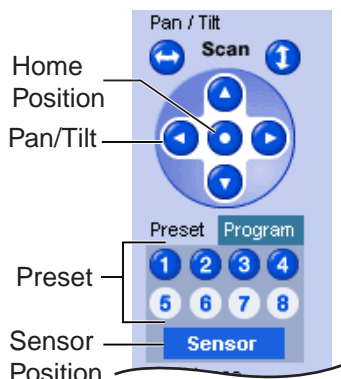 Pan / Tilt
Scan
Home
Position
Pan/Tilt
Preset Program
1 2 3 4
Preset
5 6 7 8
Sensor
Sensor
Position